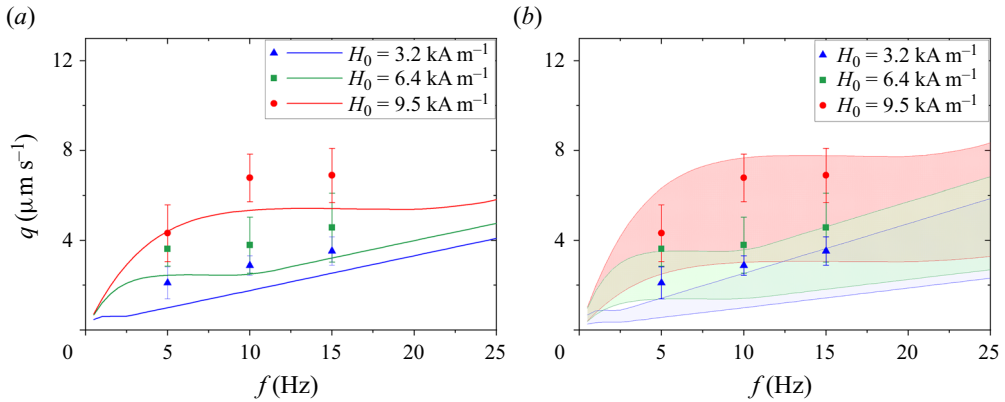 (a)
12
8
4
0
5
10
15
20
25
q (μm s⁻¹)
f (Hz)
H₀ = 3.2 kA m⁻¹
H₀ = 6.4 kA m⁻¹
H₀ = 9.5 kA m⁻¹
(b)
12
8
4
0
5
10
15
20
25
f (Hz)
H₀ = 3.2 kA m⁻¹
H₀ = 6.4 kA m⁻¹
H₀ = 9.5 kA m⁻¹